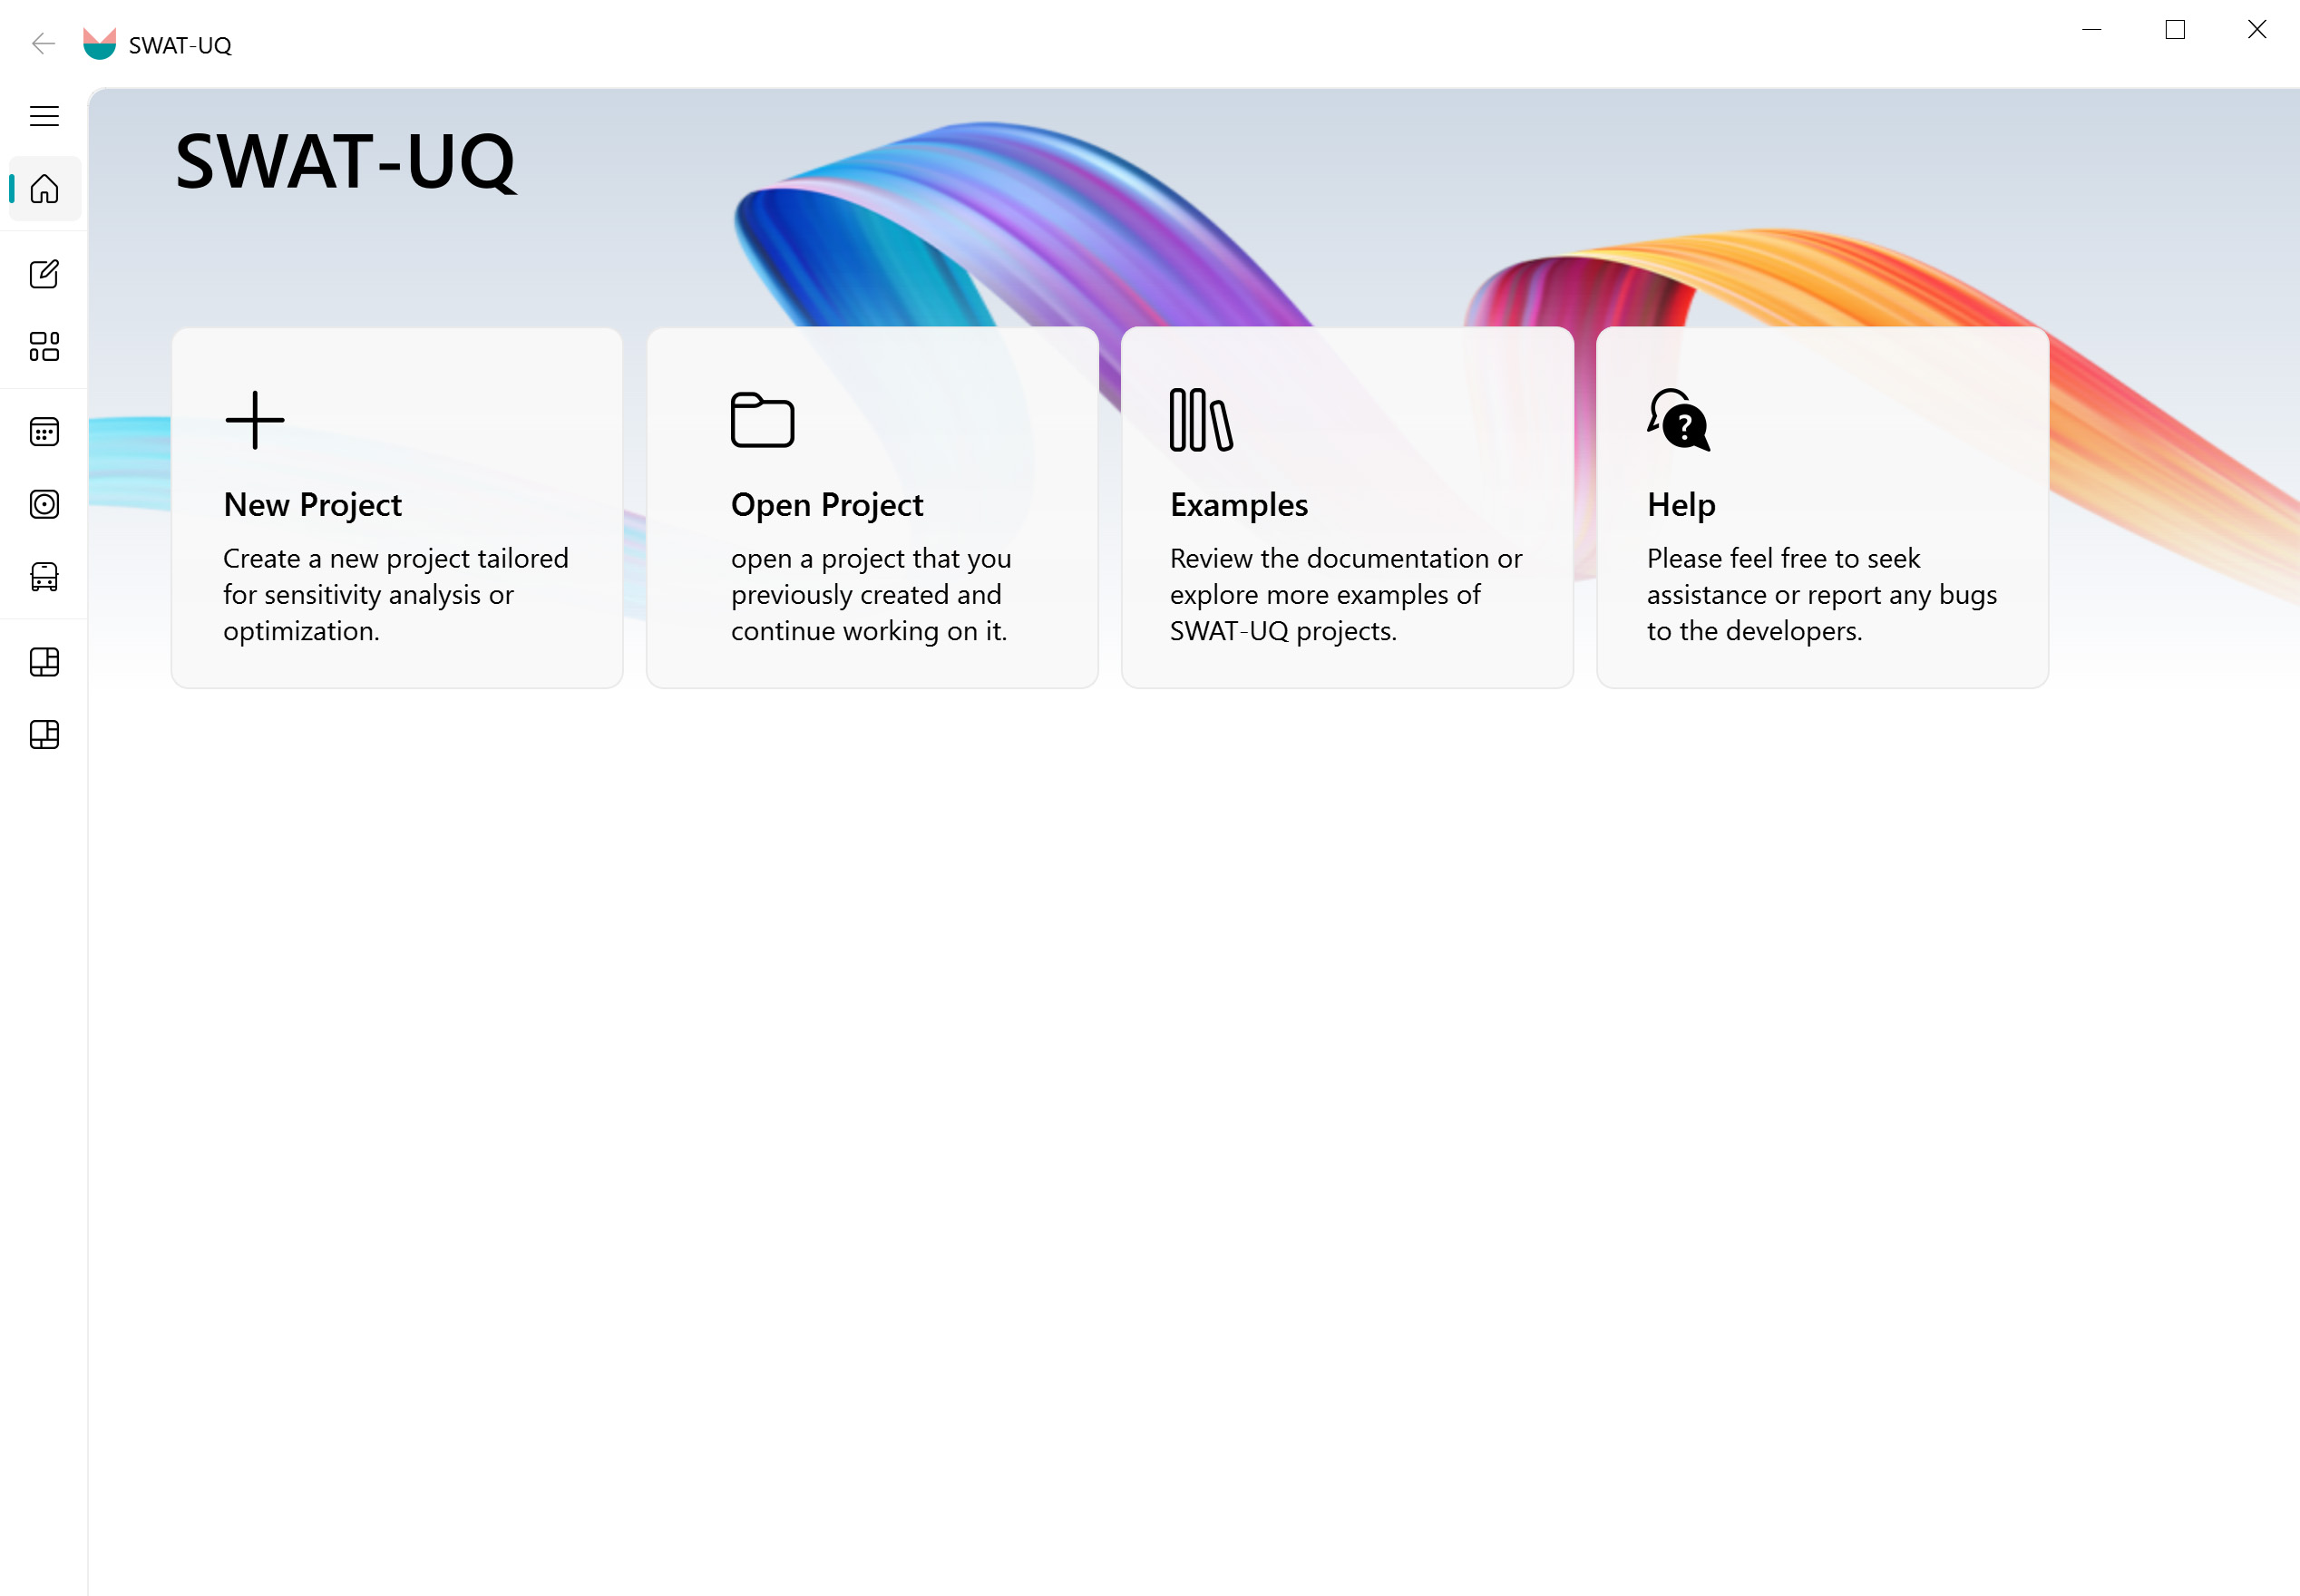 SWAT-UQ
SWAT-UQ
New Project
Create a new project tailored
for sensitivity analysis or
optimization.
Open Project
open a project that you
previously created and
continue working on it.
Examples
Review the documentation or
explore more examples of
SWAT-UQ projects.
?
Help
Please feel free to seek
assistance or report any bugs
to the developers.